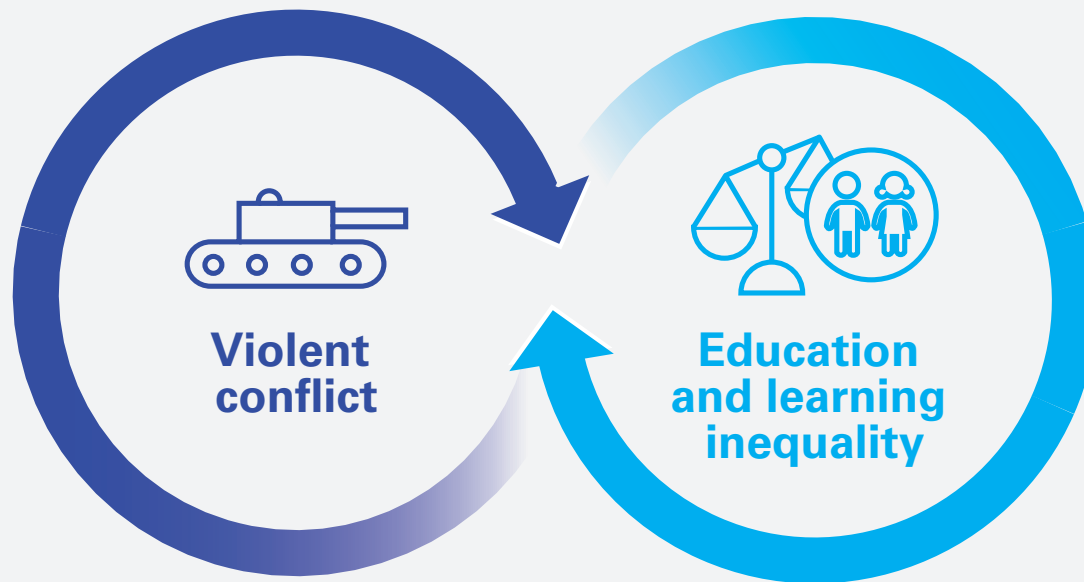 Violent
conflict
Education
and learning
inequality